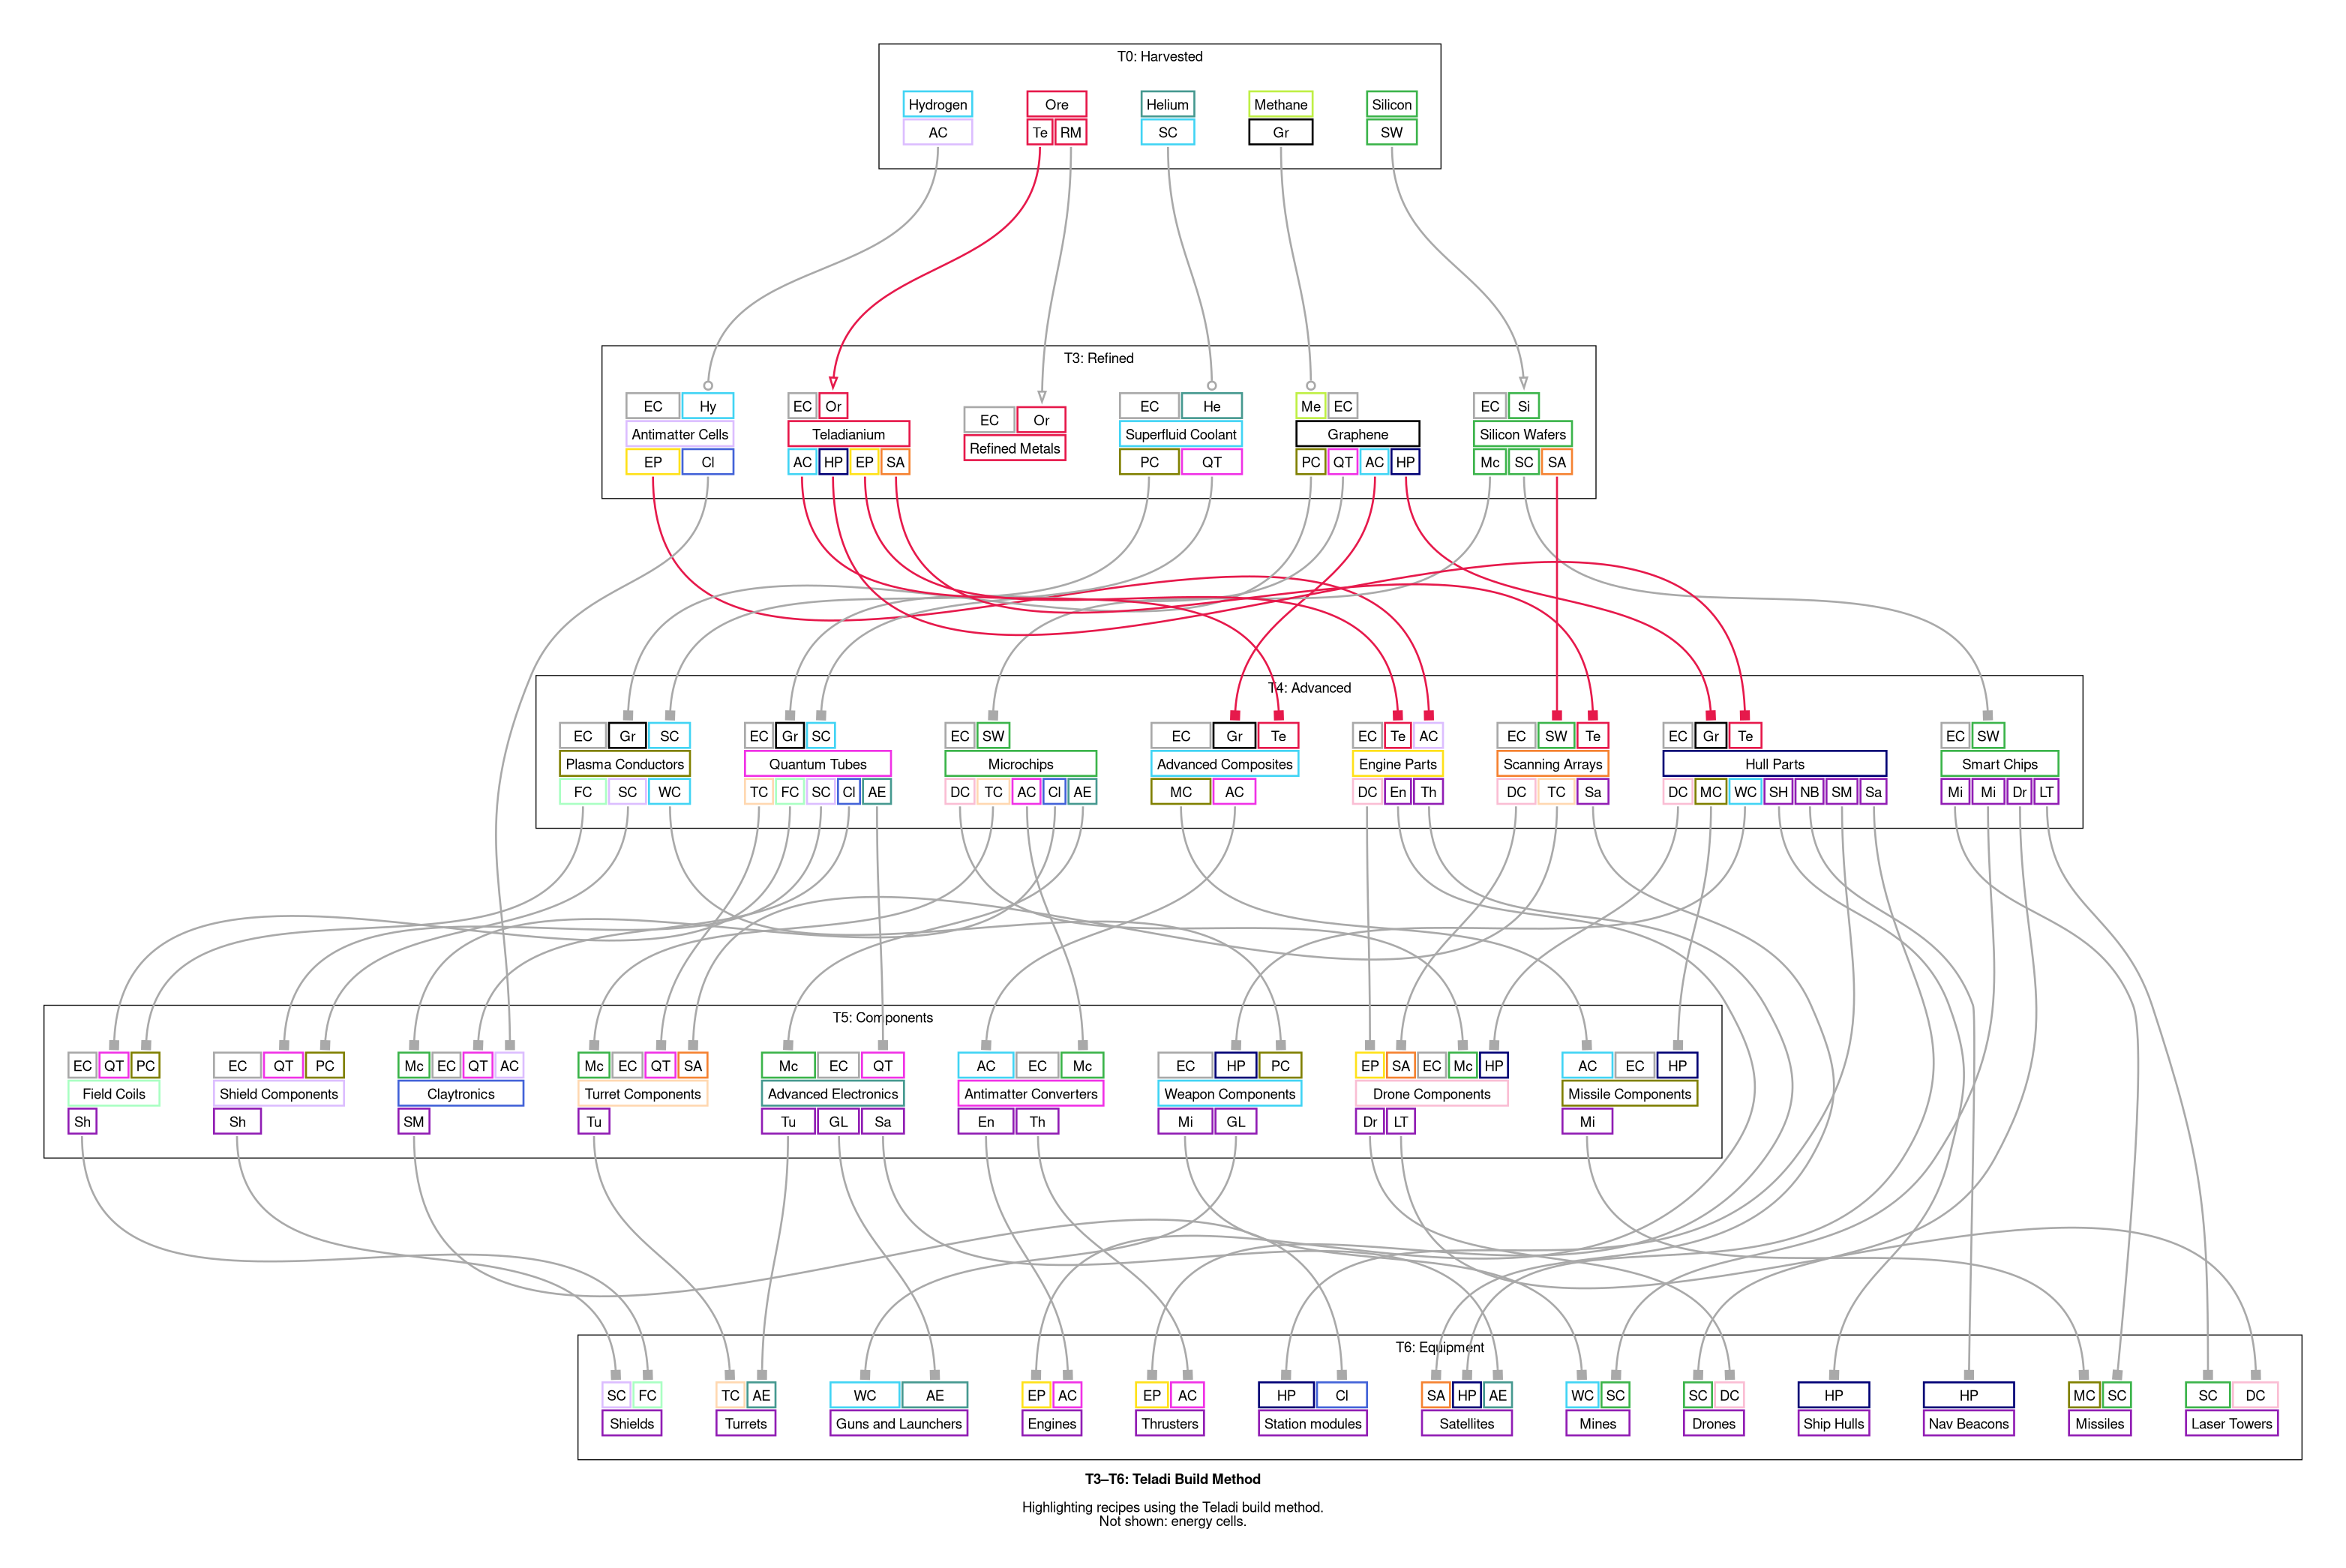 T0: Harvested
Hydrogen Ore Helium Methane Silicon
AC Te RM SC Gr SW
T3: Refined
EC Hy EC Or EC Or EC He Me EC EC Si
Antimatter Cells Teladianium Refined Metals Superfluid Coolant Graphene Silicon Wafers
EP Cl AC HP EP SA PC QT PC QT AC HP Mc SC SA
T4: Advanced
EC Gr SC EC Gr SC EC SW EC Gr Te EC Te AC EC SW Te EC Gr Te EC SW
Plasma Conductors Quantum Tubes Microchips Advanced Composites Engine Parts Scanning Arrays Hull Parts Smart Chips
FC SC WC TC FC SC Cl AE DC TC AC Cl AE MC AC DC En Th DC TC Sa DC MC WC SH NB SM Sa Mi Mi Dr LT
T5: Components
EC QT PC EC QT PC Mc EC QT AC Mc EC QT SA Mc EC QT AC EC Mc EC HP PC EP SA EC Mc HP AC EC HP
Field Coils Shield Components Claytronics Turret Components Advanced Electronics Antimatter Converters Weapon Components Drone Components Missile Components
Sh Sh SM Tu Tu GL Sa En Th Mi GL Dr LT Mi
T6: Equipment
SC FC TC AE WC AE EP AC EP AC HP Cl SA HP AE WC SC SC DC HP HP MC SC SC DC
Shields Turrets Guns and Launchers Engines Thrusters Station modules Satellites Mines Drones Ship Hulls Nav Beacons Missiles Laser Towers
T3–T6: Teladi Build Method
Highlighting recipes using the Teladi build method.
Not shown: energy cells.